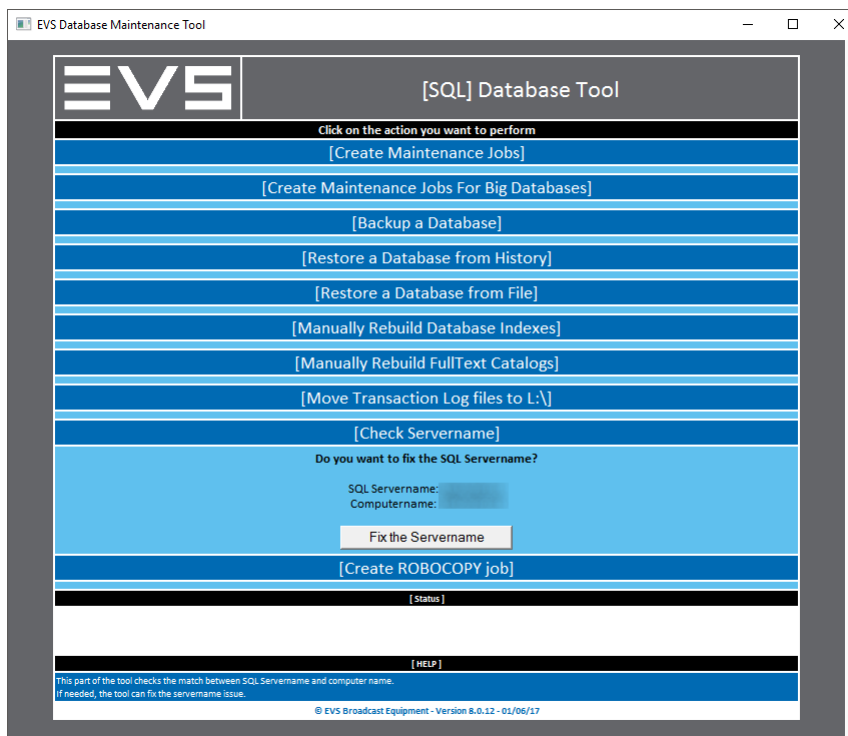 EVS Database Maintenance Tool
EVS
[SQL] Database Tool
Click on the action you want to perform
[Create Maintenance Jobs]
[Create Maintenance Jobs For Big Databases]
[Backup a Database]
[Restore a Database from History]
[Restore a Database from File]
[Manually Rebuild Database Indexes]
[Manually Rebuild FullText Catalogs]
[Move Transaction Log files to L:\]
[Check Servername]
Do you want to fix the SQL Servername?
SQL Servername:
Computername:
Fix the Servername
[Create ROBOCOPY job]
[ Status ]
[ HELP ]
This part of the tool checks the match between SQL Servername and computer name.
If needed, the tool can fix the servername issue.
© EVS Broadcast Equipment - Version 8.0.12 - 01/06/17